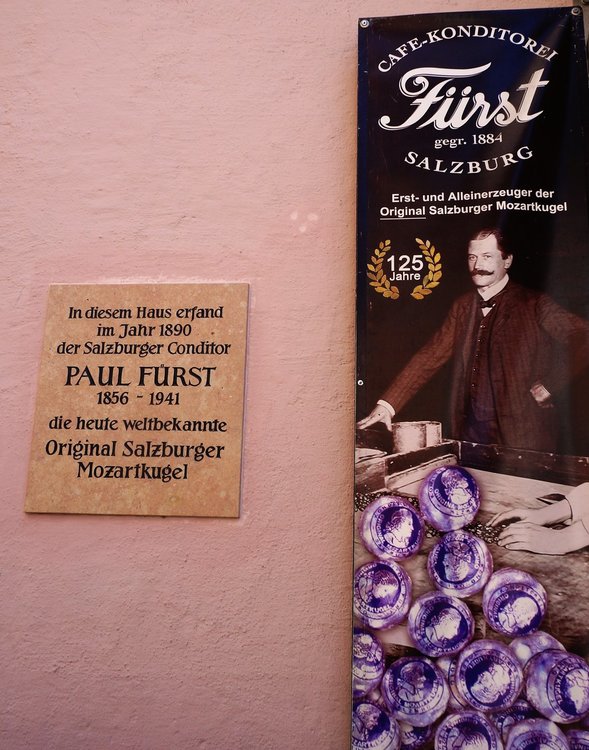 In diesem Haus erfand
im Jahr 1890
der Salzburger Conditor
PAUL FÜRST
1856 - 1941
die heute weltbekannte
Original Salzburger
Mozartkugel
CAFE-KONDITOREI
Fürst
gegr. 1884
SALZBURG
Erst- und Alleinerzeuger der
Original Salzburger Mozartkugel
125
Jahre